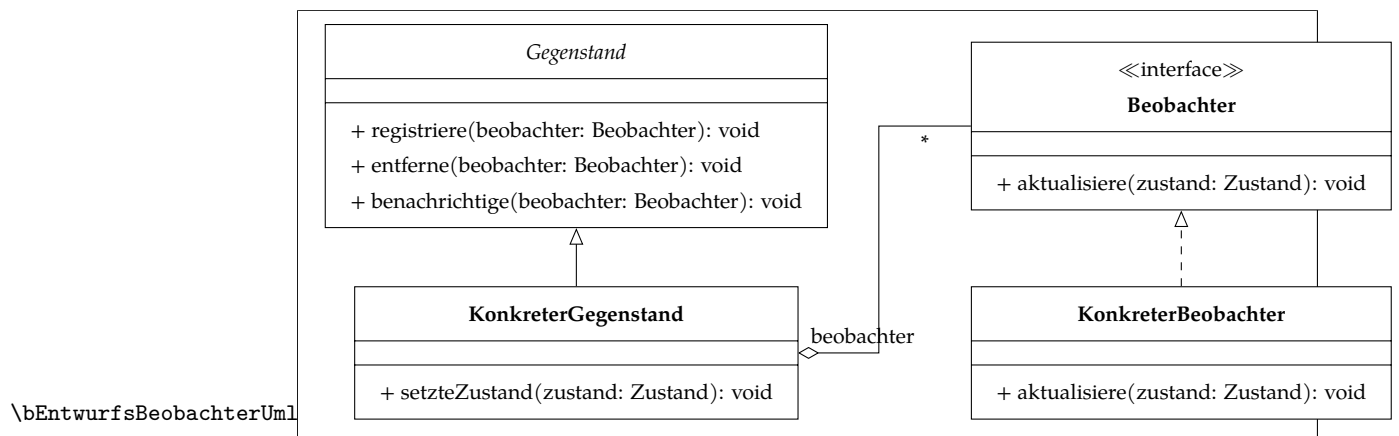 Gegenstand
+ registriere(beobachter: Beobachter): void
+ entferne(beobachter: Beobachter): void
+ benachrichtige(beobachter: Beobachter): void
≪interface≫
Beobachter
*
+ aktualisiere(zustand: Zustand): void
KonkreterGegenstand
beobachter
+ setzteZustand(zustand: Zustand): void
KonkreterBeobachter
+ aktualisiere(zustand: Zustand): void
\bEntwurfsBeobachterUml